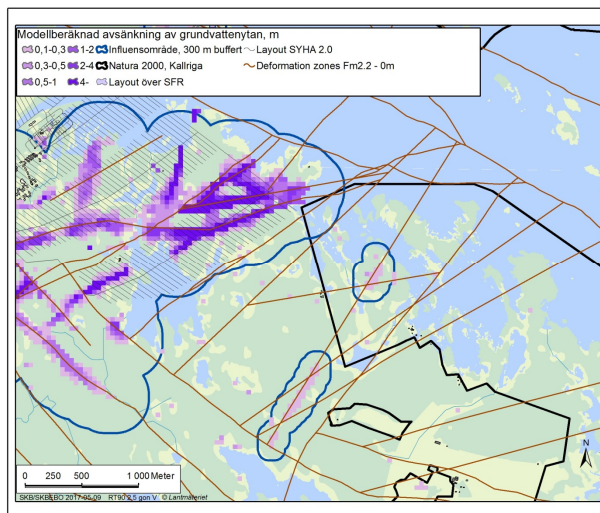 Modellberäknad avsänkning av grundvattenytan, m
0,1-0,3 1-2 Influensområde, 300 m buffert Layout SYHA 2.0
0,3-0,5 2-4 Natura 2000, Kallriga Deformation zones Fm2.2 - 0m
0,5-1 4- Layout över SFR
N
0 250 500 1 000 Meter
SKB/SKBEBO 2017-05-09 RT90 2,5 gon V © Lantmäteriet